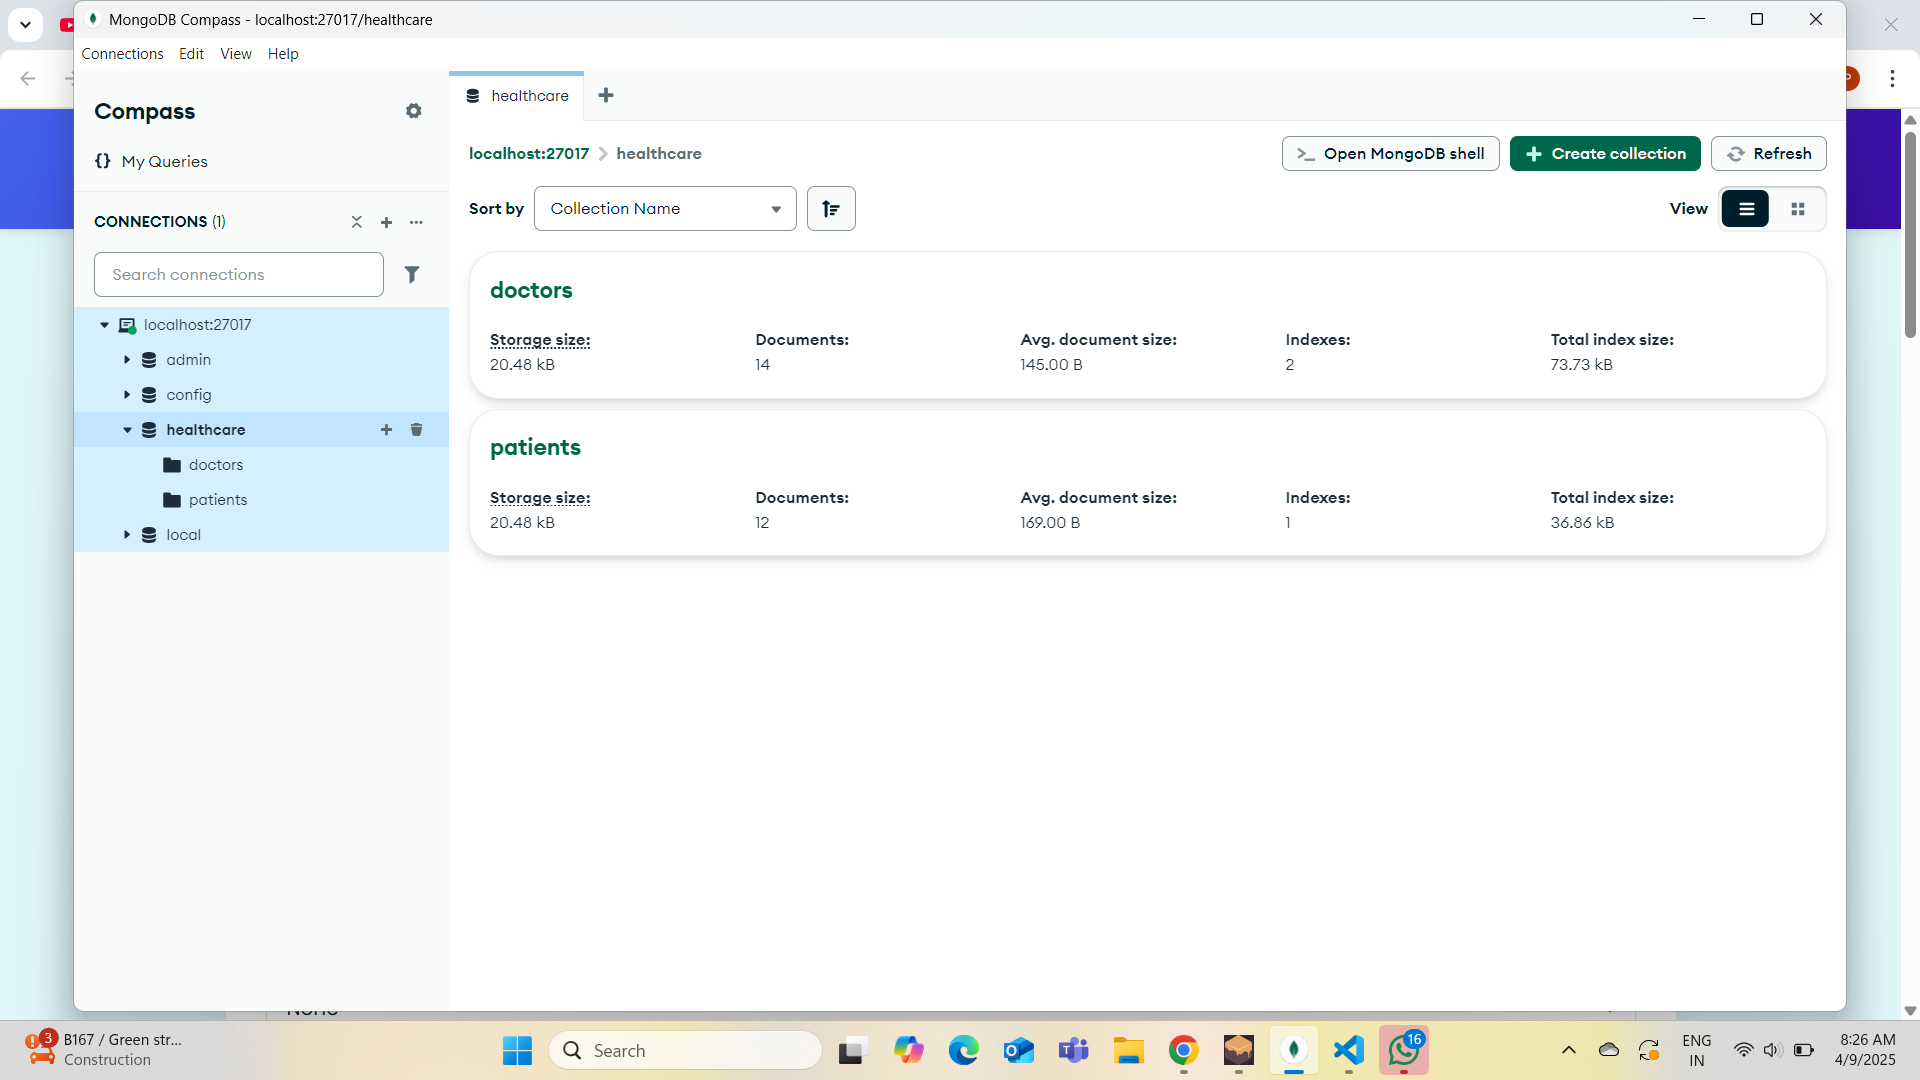 MongoDB Compass - localhost:27017/healthcare
Connections Edit View Help
Compass
My Queries
CONNECTIONS (1)
Search connections
localhost:27017
admin
config
healthcare
doctors
patients
local
healthcare
localhost:27017 healthcare
Open MongoDB shell
Create collection
Refresh
Sort by Collection Name
View
doctors
Storage size: Documents: Avg. document size: Indexes: Total index size:
20.48 kB 14 145.00 B 2 73.73 kB
patients
Storage size: Documents: Avg. document size: Indexes: Total index size:
20.48 kB 12 169.00 B 1 36.86 kB
3
B167 / Green str...
Construction
Search
16
ENG
IN
8:26 AM
4/9/2025